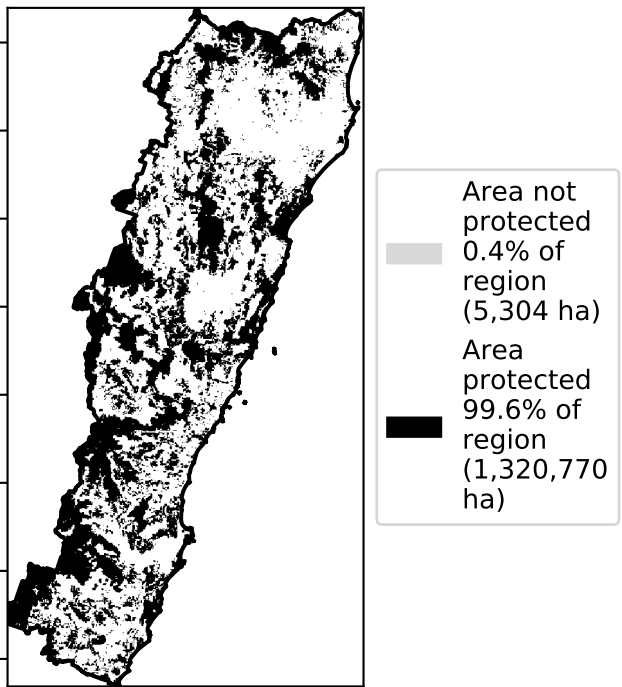 Area not
protected
0.4% of
region
(5,304 ha)
Area
protected
99.6% of
region
(1,320,770
ha)